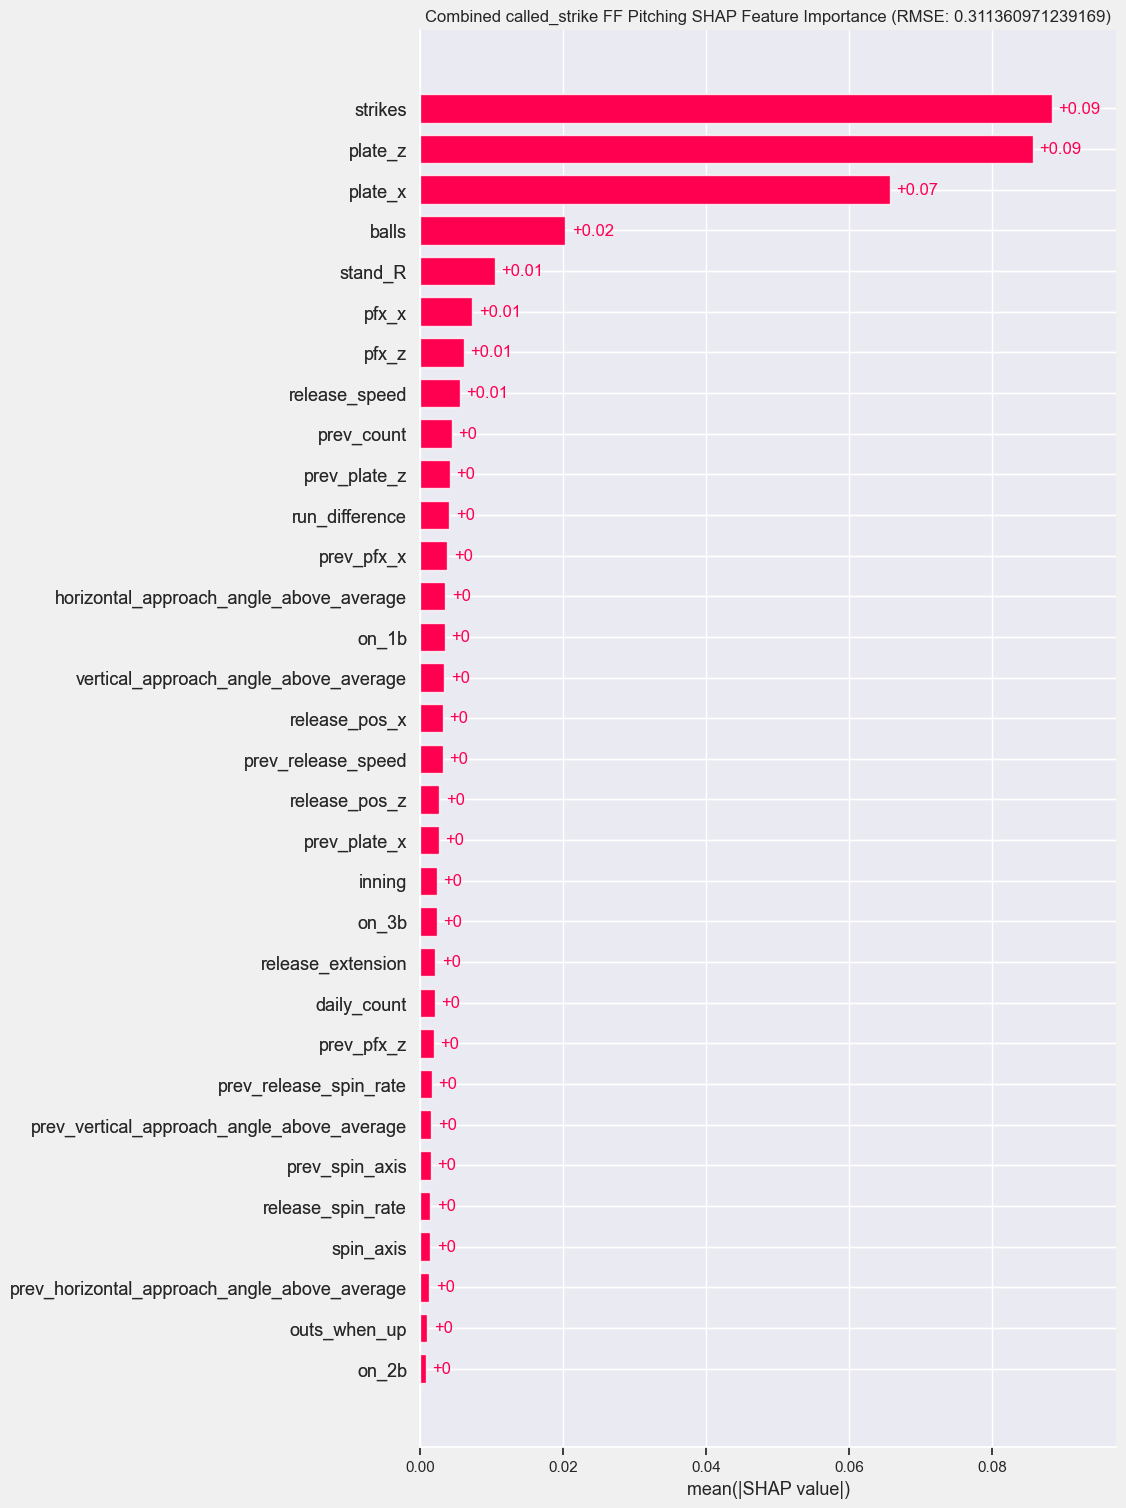 Combined called_strike FF Pitching SHAP Feature Importance (RMSE: 0.311360971239169)
strikes +0.09
plate_z +0.09
plate_x +0.07
balls +0.02
stand_R +0.01
pfx_x +0.01
pfx_z +0.01
release_speed +0.01
prev_count +0
prev_plate_z +0
run_difference +0
prev_pfx_x +0
horizontal_approach_angle_above_average +0
on_1b +0
vertical_approach_angle_above_average +0
release_pos_x +0
prev_release_speed +0
release_pos_z +0
prev_plate_x +0
inning +0
on_3b +0
release_extension +0
daily_count +0
prev_pfx_z +0
prev_release_spin_rate +0
prev_vertical_approach_angle_above_average +0
prev_spin_axis +0
release_spin_rate +0
spin_axis +0
prev_horizontal_approach_angle_above_average +0
outs_when_up +0
on_2b +0
0.00 0.02 0.04 0.06 0.08
mean(|SHAP value|)